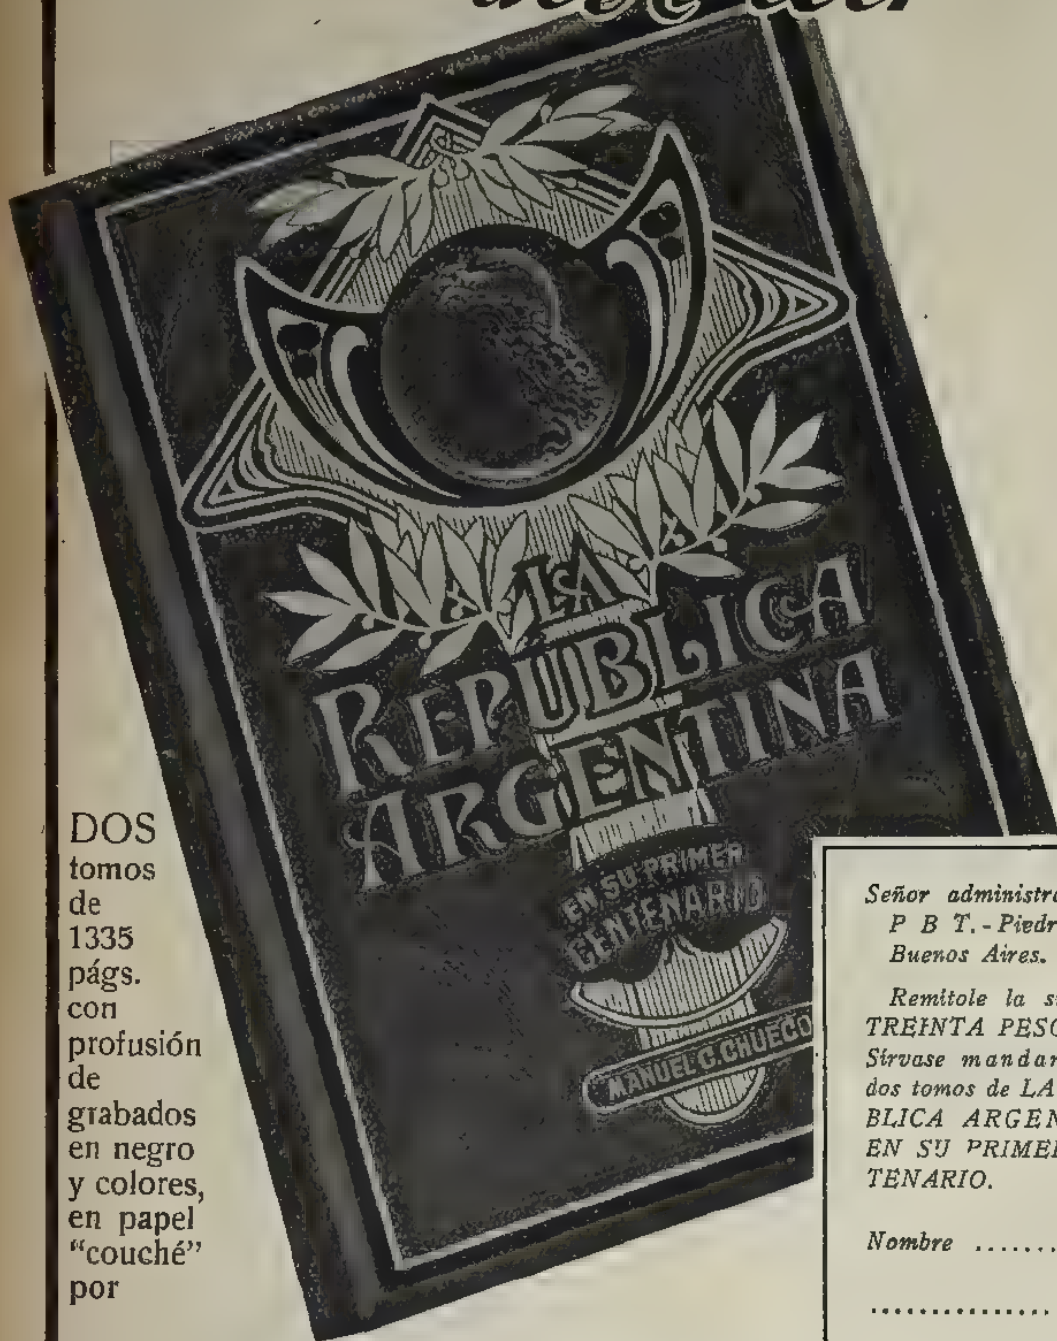 LA
REPUBLICA
ARGENTINA
EN SU PRIMER
CENTENARIO
MANUEL C. CHUECO
DOS
tomos
de
1335
págs.
con
profusión
de
grabados
en negro
y colores,
en papel
“couché”
por
Señor administra
P B T.-Piedr
Buenos Aires.
Remitole la s
TREINTA PESO
Sírvase mandar
dos tomos de LA
BLICA ARGEN
EN SU PRIMER
TENARIO.
Nombre .......
...............